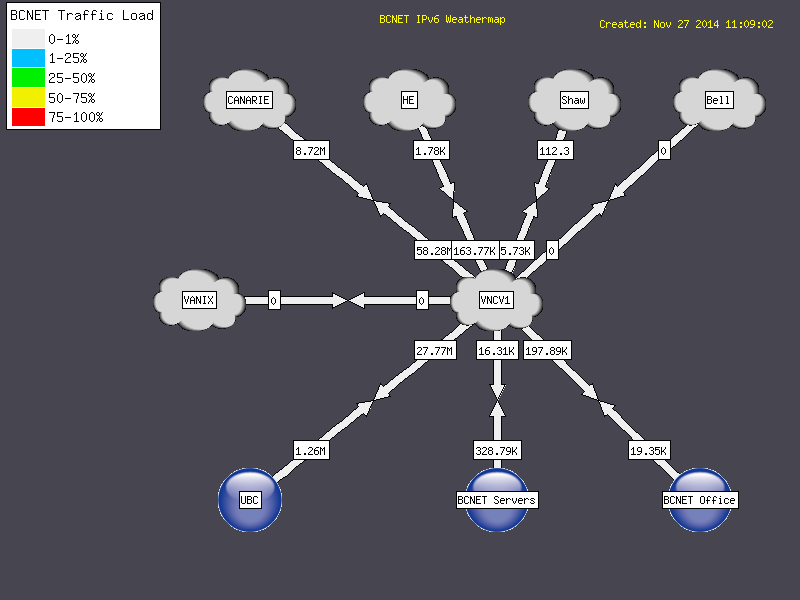 BCNET Traffic Load
0-1%
1-25%
25-50%
50-75%
75-100%
BCNET IPv6 Weathermap
Created: Nov 27 2014 11:09:02
CANARIE
HE
Shaw
Bell
8.72M
1.78K
112.3
0
58.28M
163.77K
5.73K
0
VANIX
0
0
VNCV1
27.77M
16.31K
197.89K
1.26M
328.79K
19.35K
UBC
BCNET Servers
BCNET Office